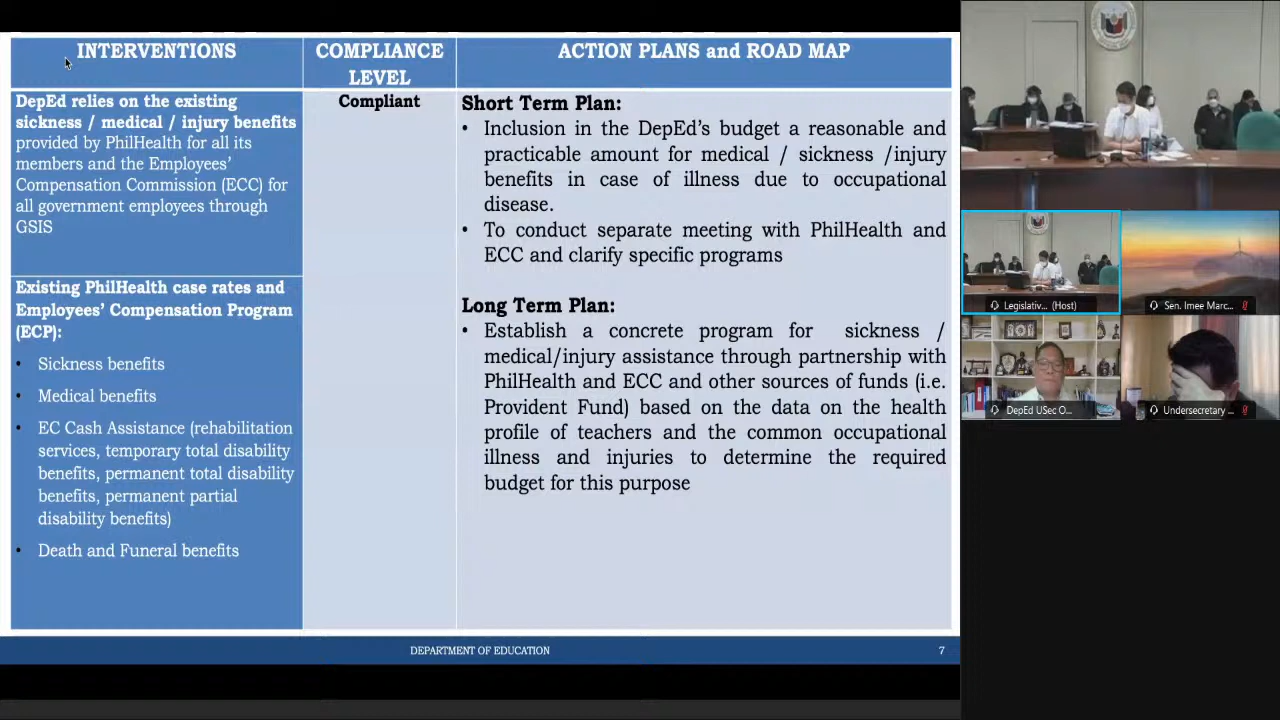 INTERVENTIONS
COMPLIANCE
LEVEL
ACTION PLANS and ROAD MAP
DepEd relies on the existing
sickness / medical / injury benefits
provided by PhilHealth for all its
members and the Employees'
Compensation Commission (ECC) for
all government employees through
GSIS
Compliant
Short Term Plan:
• Inclusion in the DepEd's budget a reasonable and
practicable amount for medical / sickness /injury
benefits in case of illness due to occupational
disease.
• To conduct separate meeting with PhilHealth and
ECC and clarify specific programs
Long Term Plan:
• Establish a concrete program for sickness /
medical/injury assistance through partnership with
PhilHealth and ECC and other sources of funds (i.e.
Provident Fund) based on the data on the health
profile of teachers and the common occupational
illness and injuries to determine the required
budget for this purpose
Existing PhilHealth case rates and
Employees' Compensation Program
(ECP):
• Sickness benefits
• Medical benefits
• EC Cash Assistance (rehabilitation
services, temporary total disability
benefits, permanent total disability
benefits, permanent partial
disability benefits)
• Death and Funeral benefits
DEPARTMENT OF EDUCATION
7
Legislativ... (Host)
Sen. Imee Marc...
DepEd USec O...
Undersecretary ...